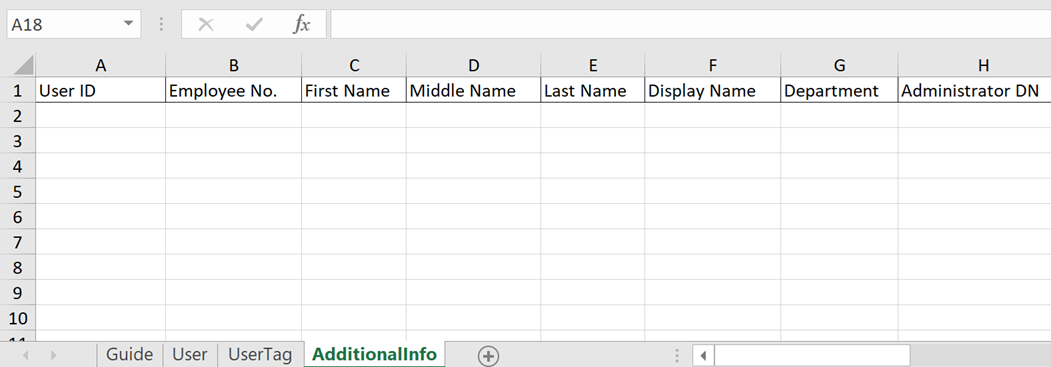 A18 fx
A B C D E F G H
1 User ID Employee No. First Name Middle Name Last Name Display Name Department Administrator DN
2
3
4
5
6
7
8
9
10
11
Guide User UserTag AdditionalInfo